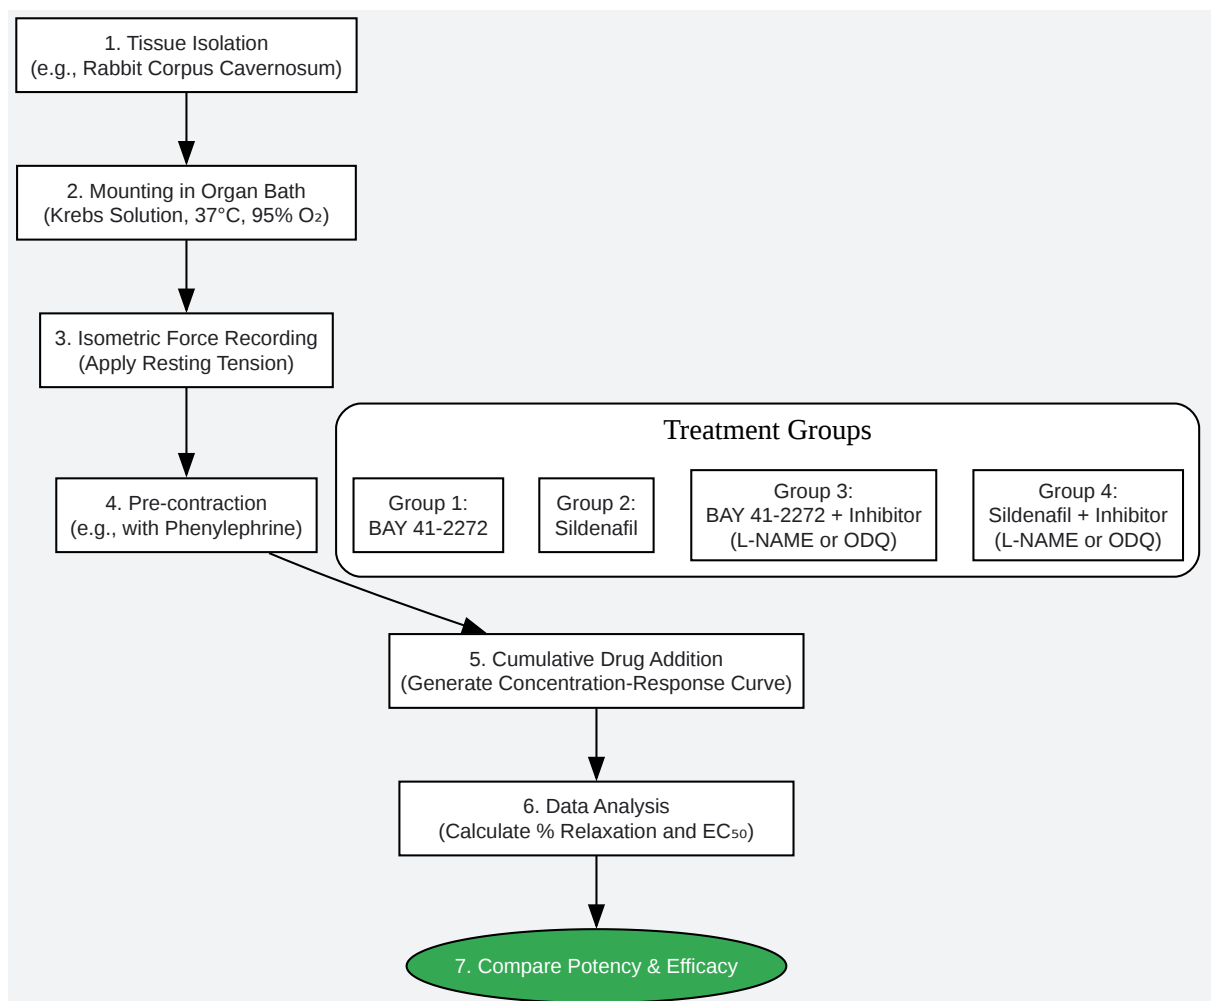 1. Tissue Isolation
(e.g., Rabbit Corpus Cavernosum)
2. Mounting in Organ Bath
(Krebs Solution, 37°C, 95% O₂)
3. Isometric Force Recording
(Apply Resting Tension)
4. Pre-contraction
(e.g., with Phenylephrine)
Treatment Groups
Group 1:
BAY 41-2272
Group 2:
Sildenafil
Group 3:
BAY 41-2272 + Inhibitor
(L-NAME or ODQ)
Group 4:
Sildenafil + Inhibitor
(L-NAME or ODQ)
5. Cumulative Drug Addition
(Generate Concentration-Response Curve)
6. Data Analysis
(Calculate % Relaxation and EC₅₀)
7. Compare Potency & Efficacy